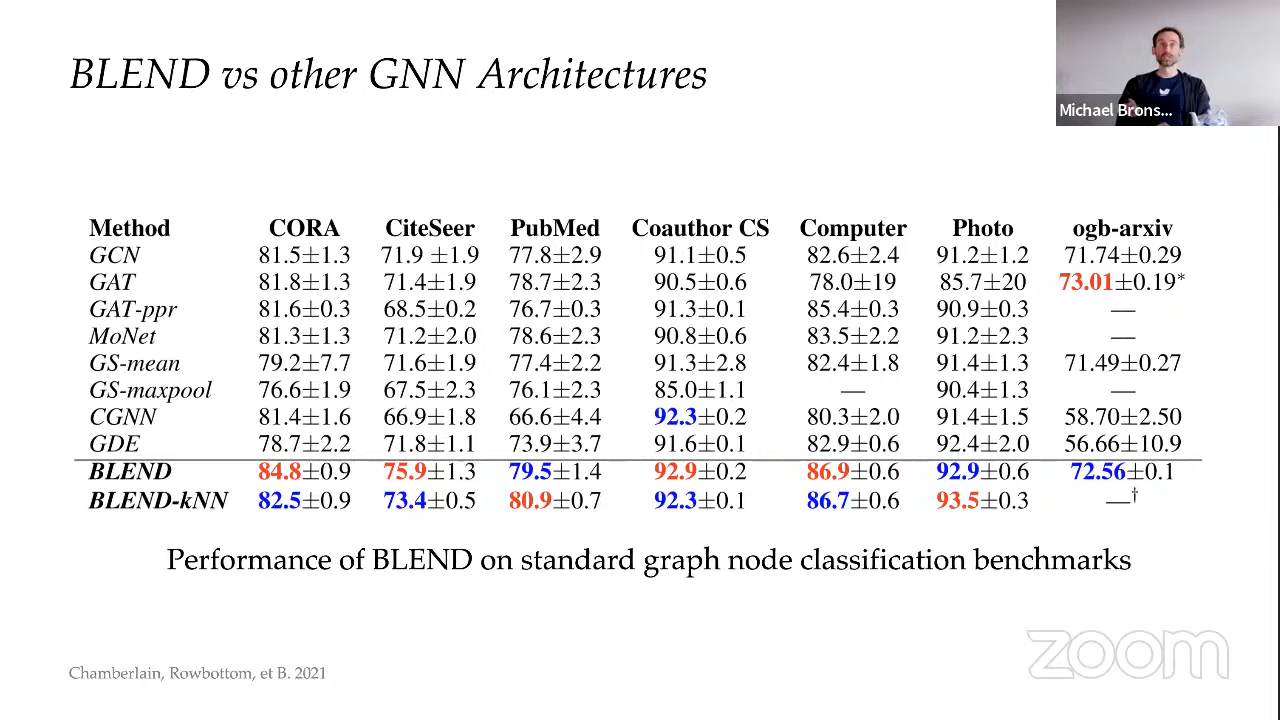 BLEND vs other GNN Architectures
Michael Brons...
Method CORA CiteSeer PubMed Coauthor CS Computer Photo ogb-arxiv
GCN 81.5±1.3 71.9 ±1.9 77.8±2.9 91.1±0.5 82.6±2.4 91.2±1.2 71.74±0.29
GAT 81.8±1.3 71.4±1.9 78.7±2.3 90.5±0.6 78.0±19 85.7±20 73.01±0.19*
GAT-ppr 81.6±0.3 68.5±0.2 76.7±0.3 91.3±0.1 85.4±0.3 90.9±0.3 —
MoNet 81.3±1.3 71.2±2.0 78.6±2.3 90.8±0.6 83.5±2.2 91.2±2.3 —
GS-mean 79.2±7.7 71.6±1.9 77.4±2.2 91.3±2.8 82.4±1.8 91.4±1.3 71.49±0.27
GS-maxpool 76.6±1.9 67.5±2.3 76.1±2.3 85.0±1.1 — 90.4±1.3 —
CGNN 81.4±1.6 66.9±1.8 66.6±4.4 92.3±0.2 80.3±2.0 91.4±1.5 58.70±2.50
GDE 78.7±2.2 71.8±1.1 73.9±3.7 91.6±0.1 82.9±0.6 92.4±2.0 56.66±10.9
BLEND 84.8±0.9 75.9±1.3 79.5±1.4 92.9±0.2 86.9±0.6 92.9±0.6 72.56±0.1
BLEND-kNN 82.5±0.9 73.4±0.5 80.9±0.7 92.3±0.1 86.7±0.6 93.5±0.3 —†
Performance of BLEND on standard graph node classification benchmarks
zoom
Chamberlain, Rowbottom, et B. 2021